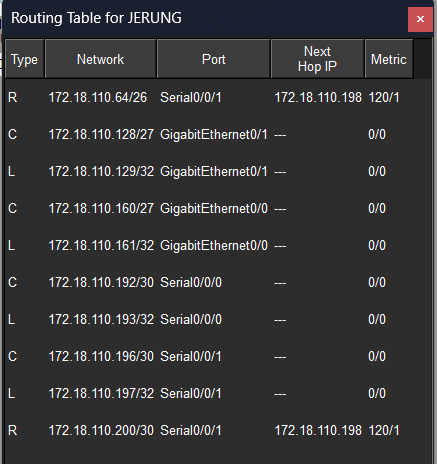 Routing Table for JERUNG
Type Network Port Next Hop IP Metric
R 172.18.110.64/26 Serial0/0/1 172.18.110.198 120/1
C 172.18.110.128/27 GigabitEthernet0/1 --- 0/0
L 172.18.110.129/32 GigabitEthernet0/1 --- 0/0
C 172.18.110.160/27 GigabitEthernet0/0 --- 0/0
L 172.18.110.161/32 GigabitEthernet0/0 --- 0/0
C 172.18.110.192/30 Serial0/0/0 --- 0/0
L 172.18.110.193/32 Serial0/0/0 --- 0/0
C 172.18.110.196/30 Serial0/0/1 --- 0/0
L 172.18.110.197/32 Serial0/0/1 --- 0/0
R 172.18.110.200/30 Serial0/0/1 172.18.110.198 120/1